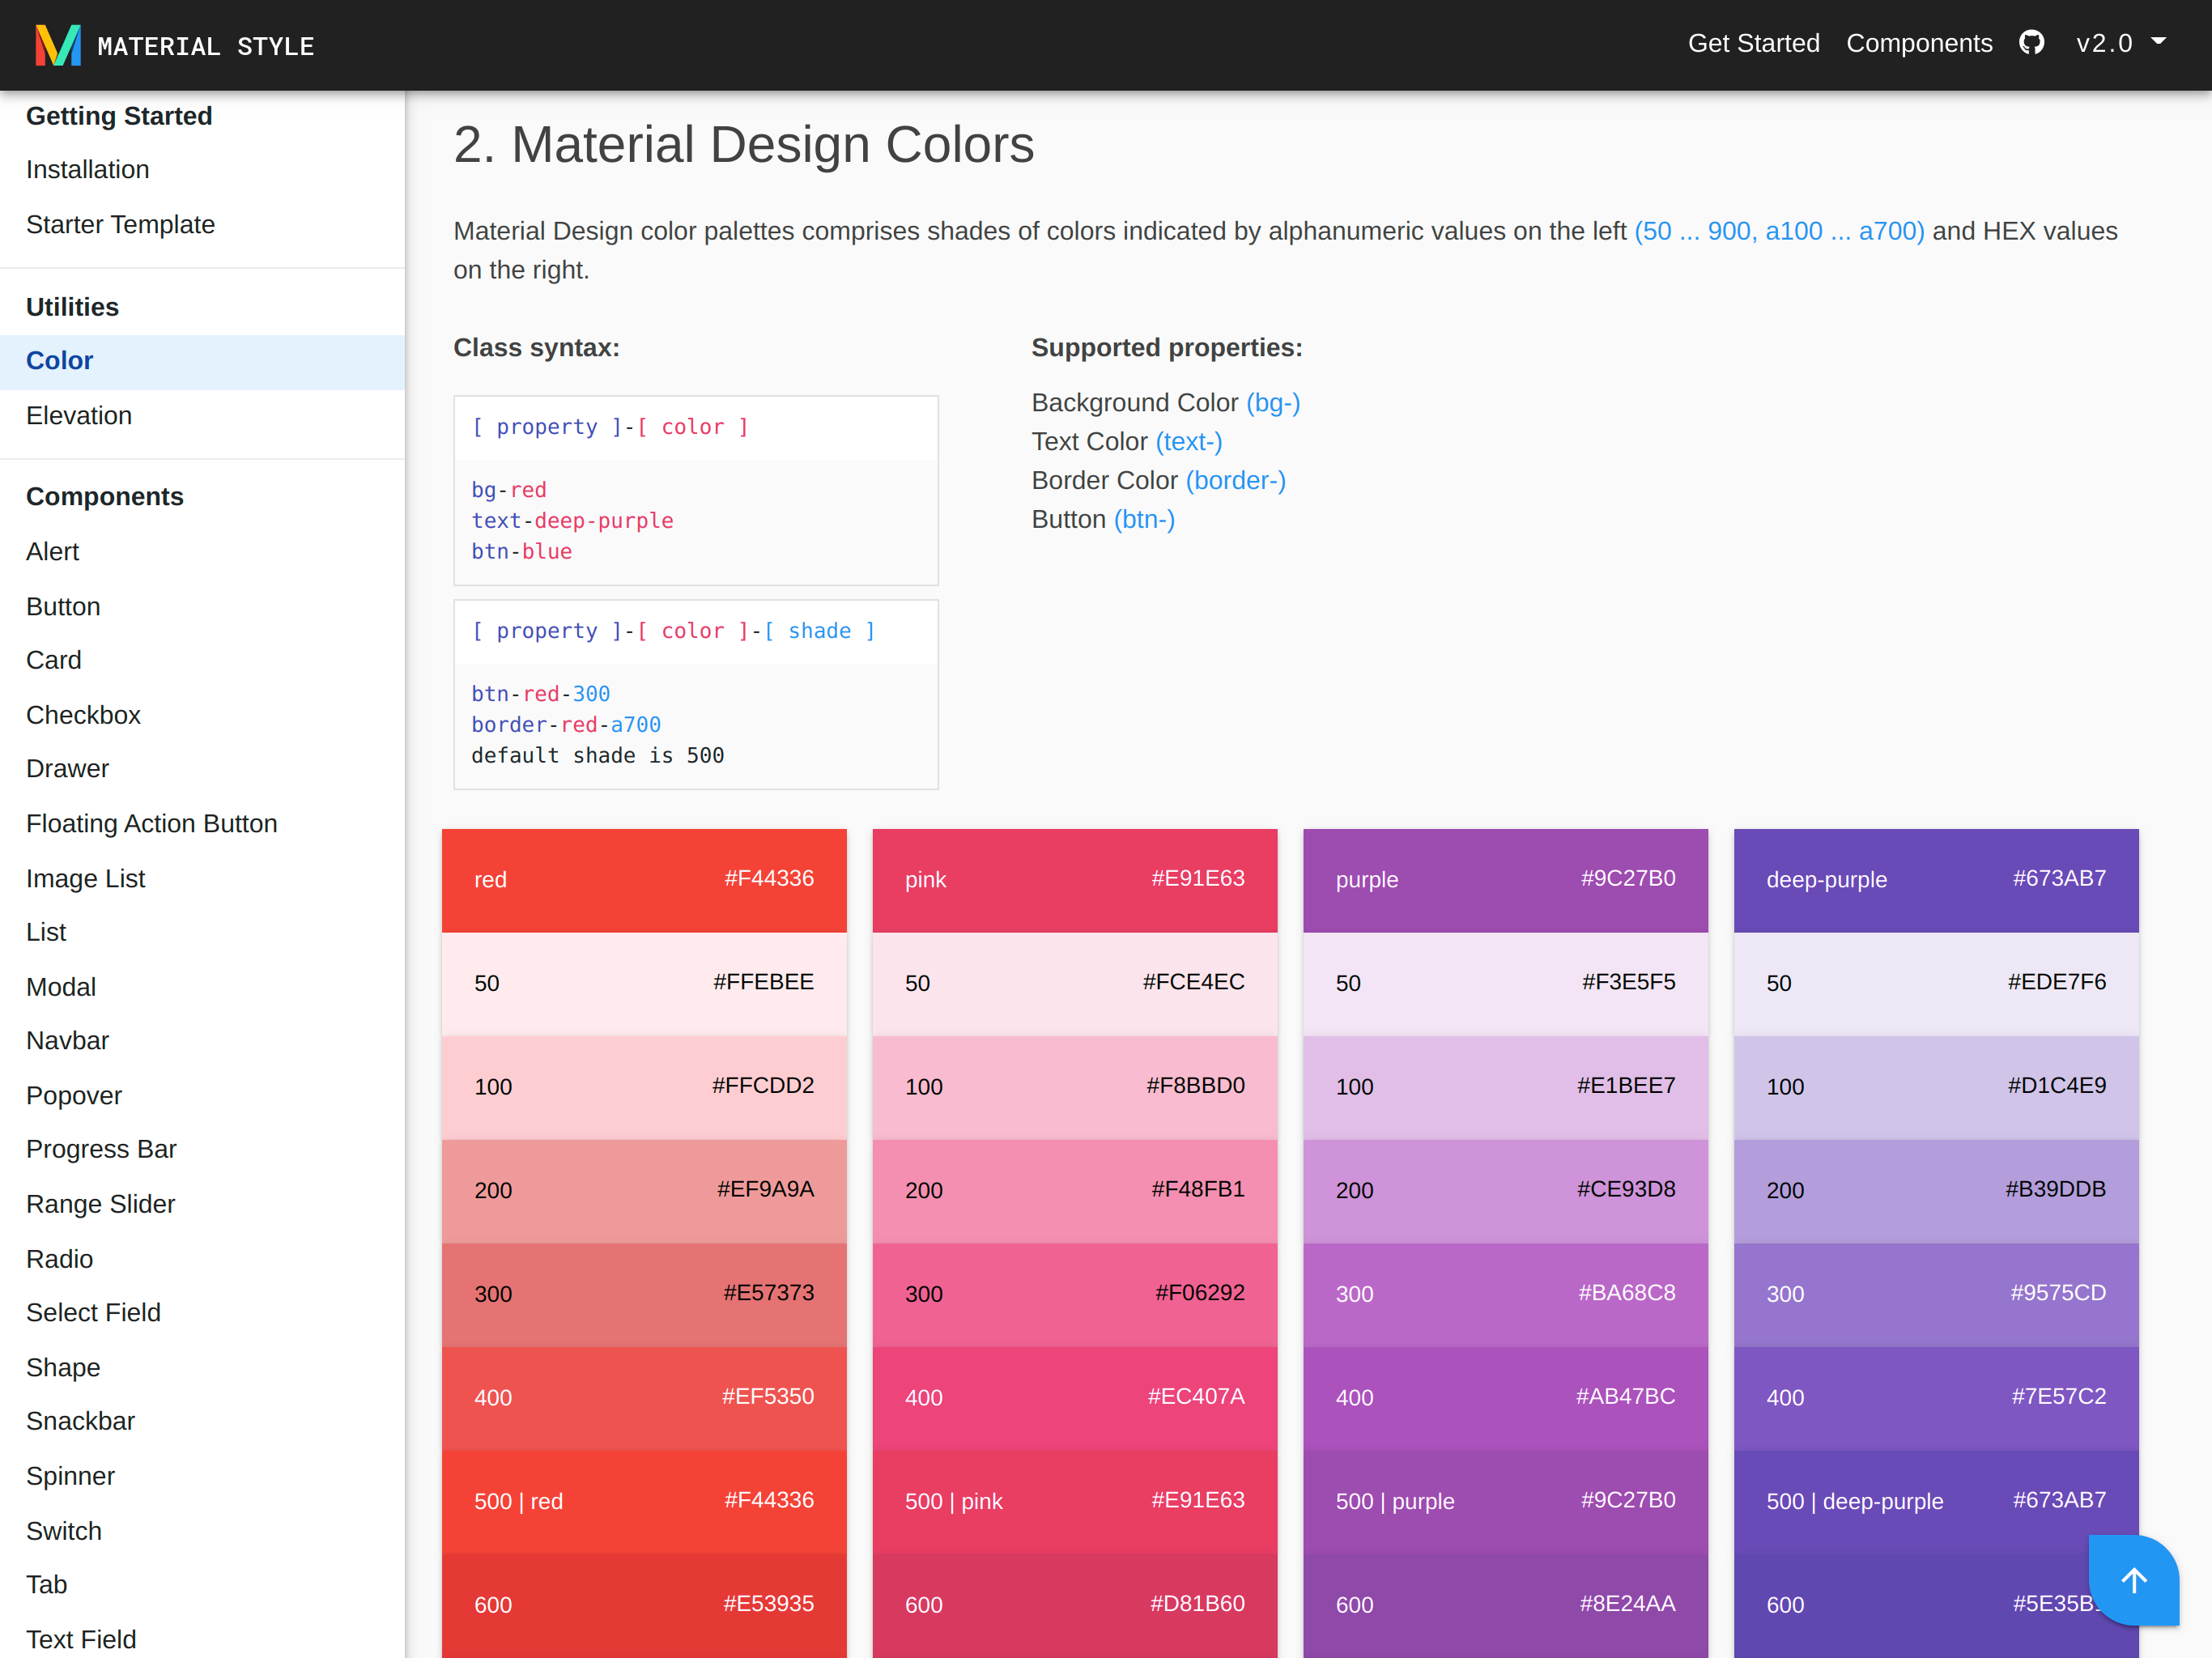 MATERIAL STYLE
Get Started
Components
v2.0
Getting Started
Installation
Starter Template
Utilities
Color
Elevation
Components
Alert
Button
Card
Checkbox
Drawer
Floating Action Button
Image List
List
Modal
Navbar
Popover
Progress Bar
Range Slider
Radio
Select Field
Shape
Snackbar
Spinner
Switch
Tab
Text Field
2. Material Design Colors
Material Design color palettes comprises shades of colors indicated by alphanumeric values on the left (50 ... 900, a100 ... a700) and HEX values
on the right.
Class syntax:
[ property ]-[ color ]
bg-red
text-deep-purple
btn-blue
[ property ]-[ color ]-[ shade ]
btn-red-300
border-red-a700
default shade is 500
Supported properties:
Background Color (bg-)
Text Color (text-)
Border Color (border-)
Button (btn-)
red #F44336
50 #FFEBEE
100 #FFCDD2
200 #EF9A9A
300 #E57373
400 #EF5350
500 | red #F44336
600 #E53935
pink #E91E63
50 #FCE4EC
100 #F8BBD0
200 #F48FB1
300 #F06292
400 #EC407A
500 | pink #E91E63
600 #D81B60
purple #9C27B0
50 #F3E5F5
100 #E1BEE7
200 #CE93D8
300 #BA68C8
400 #AB47BC
500 | purple #9C27B0
600 #8E24AA
deep-purple #673AB7
50 #EDE7F6
100 #D1C4E9
200 #B39DDB
300 #9575CD
400 #7E57C2
500 | deep-purple #673AB7
600